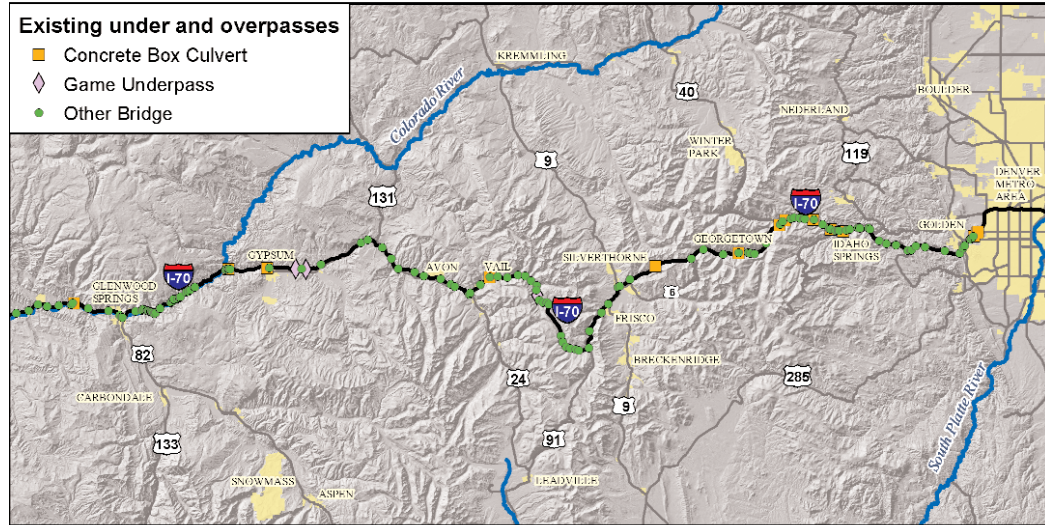 Existing under and overpasses
Concrete Box Culvert
Game Underpass
Other Bridge
KREMMLING
Colorado River
40
BOULDER
NEDERLAND
WINTER
PARK
9
119
DENVER
METRO
AREA
131
I-70
GOLDEN
GYPSUM
GEORGETOWN
IDAHO
SPRINGS
SILVERTHORNE
AVON
VAIL
I-70
GLENWOOD
SPRINGS
6
I-70
FRISCO
82
BRECKENRIDGE
24
285
CARBONDALE
9
South Platte River
133
91
SNOWMASS
ASPEN
LEADVILLE